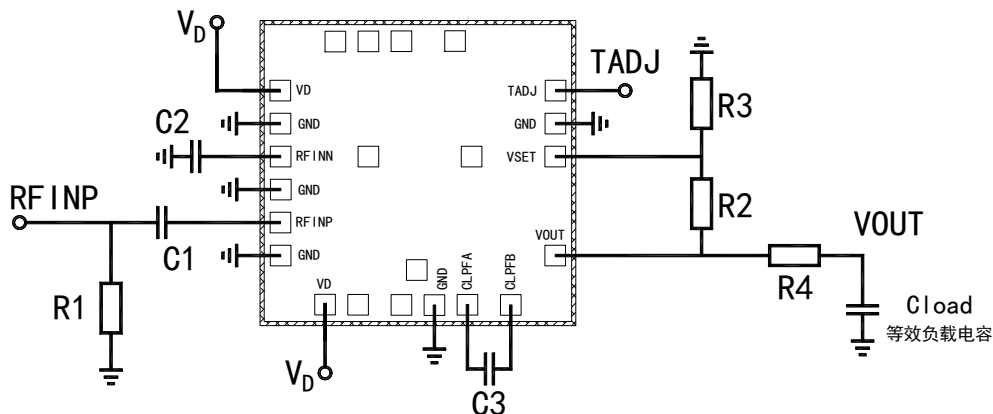 VD
TADJ
VD
TADJ
R3
C2
GND
GND
RFINN
VSET
RFINP
GND
R2
RFINP
VOUT
VOUT
C1
GND
R4
R1
VD
GND
CLPFA
CLPFB
Cload
等效负载电容
VD
C3